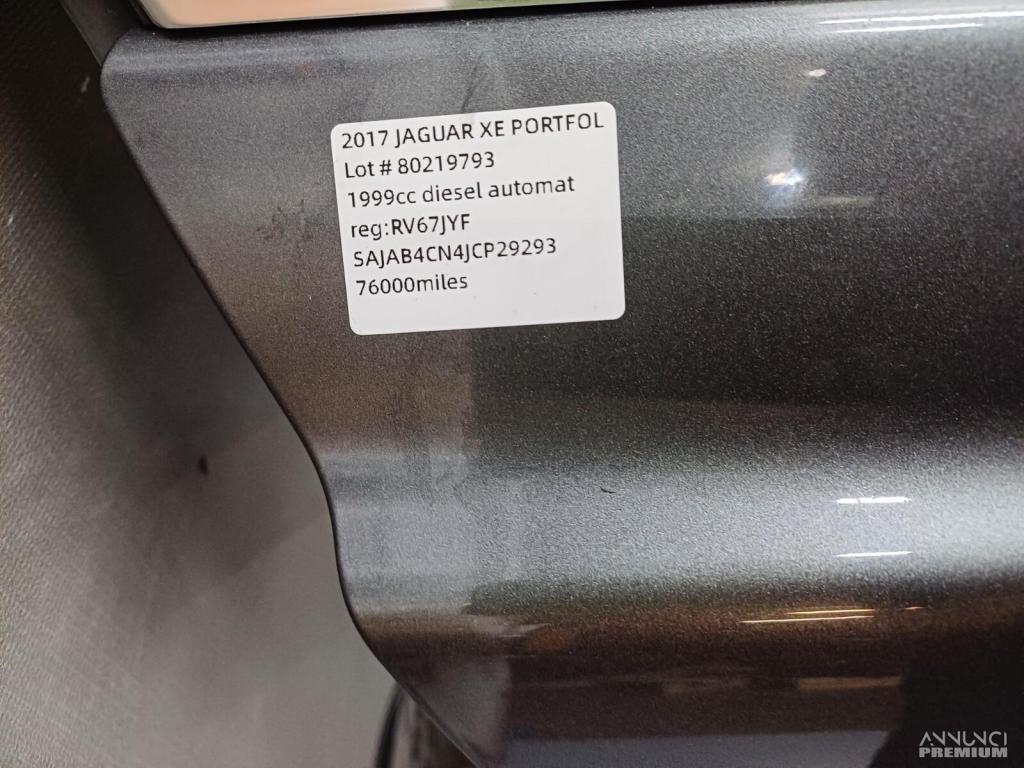 2017 JAGUAR XE PORTFOL
Lot # 80219793
1999cc diesel automat
reg:RV67JYF
SAJAB4CN4JCP29293
76000miles
ANNUNCI
PREMIUM